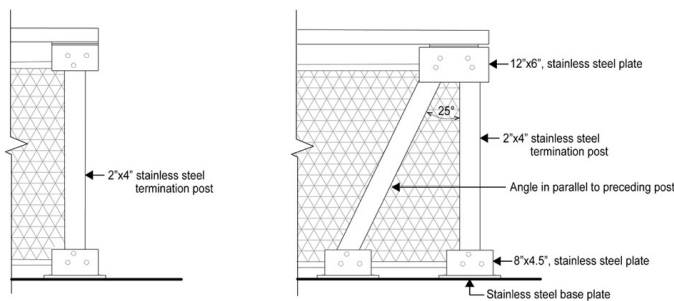 2”x4” stainless steel
termination post
12”x6”, stainless steel plate
25°
2”x4” stainless steel
termination post
Angle in parallel to preceding post
8”x4.5”, stainless steel plate
Stainless steel base plate